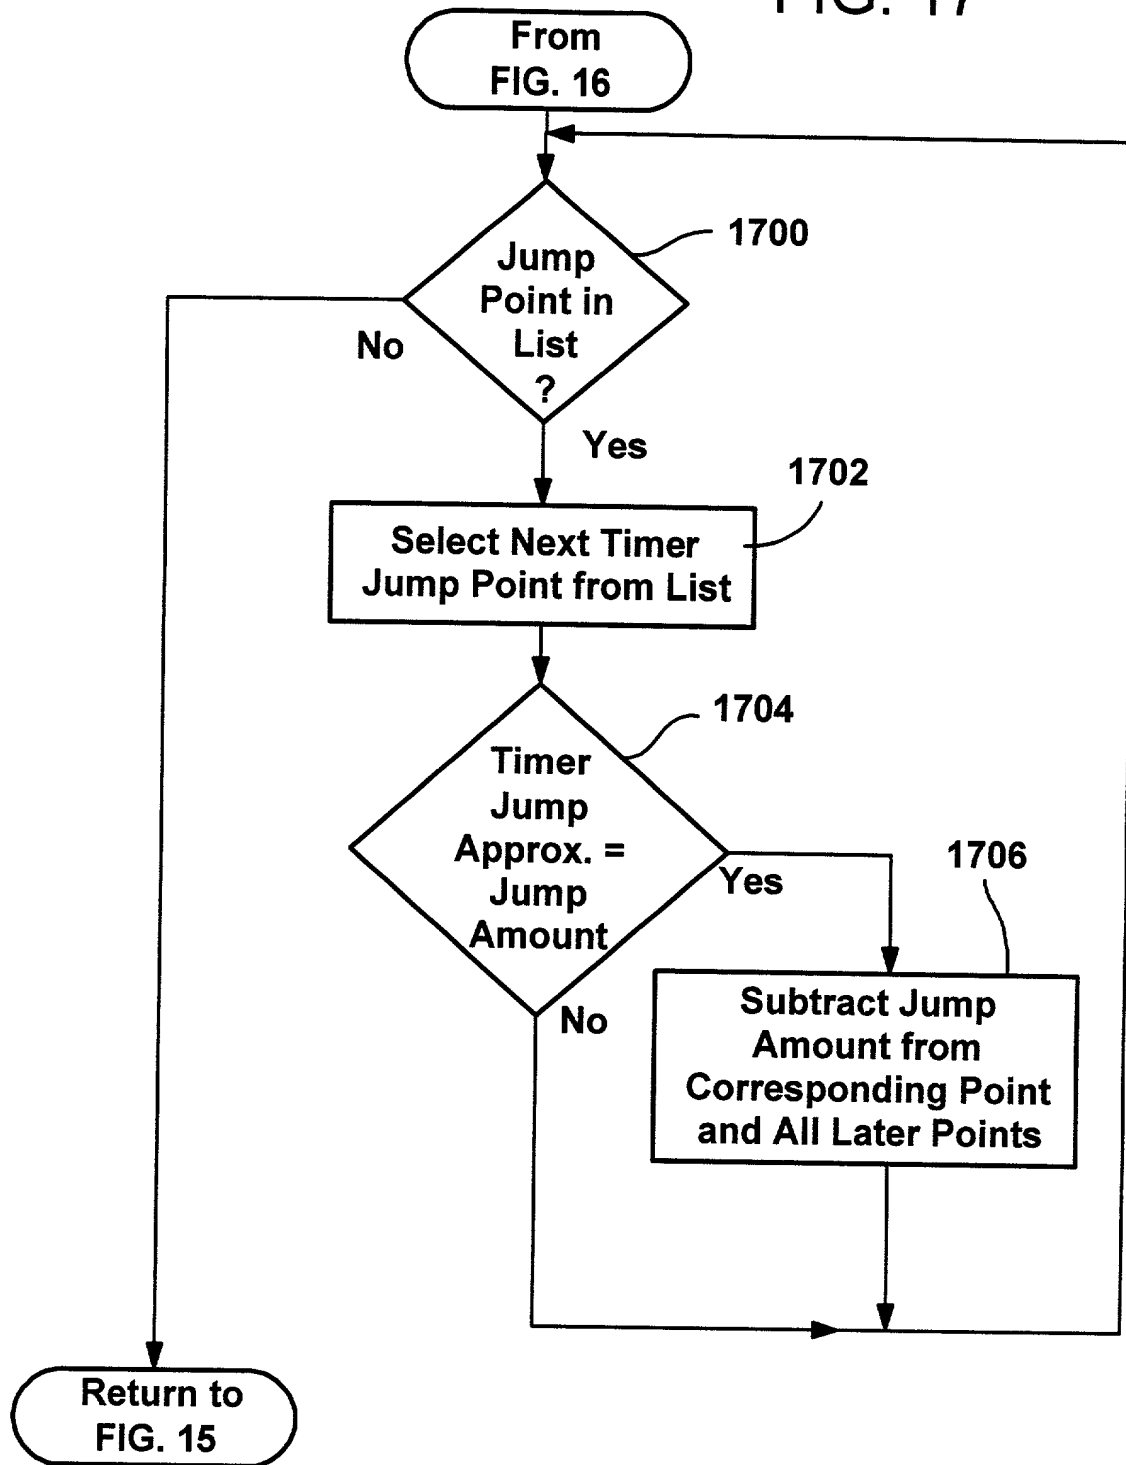 FIG. 17
From
FIG. 16
1700
Jump
Point in
List
?
No
Yes
1702
Select Next Timer
Jump Point from List
1704
Timer
Jump
Approx. =
Jump
Amount
Yes
No
1706
Subtract Jump
Amount from
Corresponding Point
and All Later Points
Return to
FIG. 15